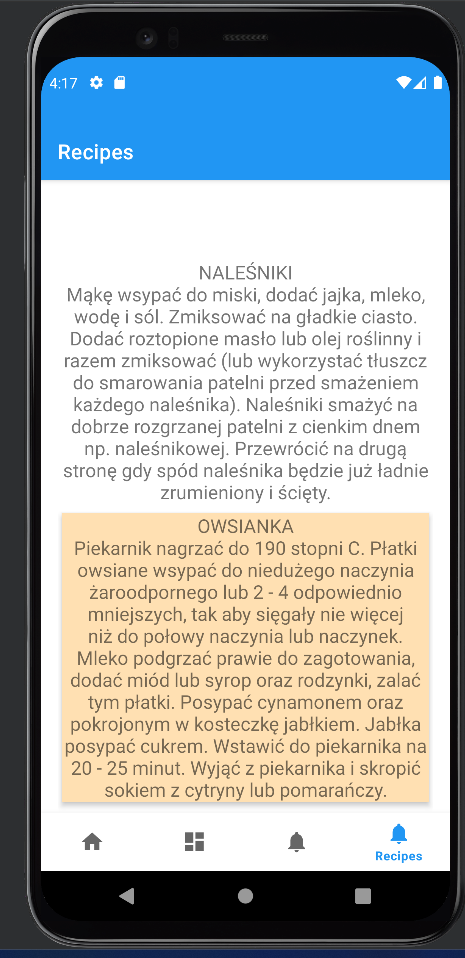 4:17
Recipes
NALEŚNIKI
Mąkę wsypać do miski, dodać jajka, mleko,
wodę i sól. Zmiksować na gładkie ciasto.
Dodać roztopione masło lub olej roślinny i
razem zmiksować (lub wykorzystać tłuszcz
do smarowania patelni przed smażeniem
każdego naleśnika). Naleśniki smażyć na
dobrze rozgrzanej patelni z cienkim dnem
np. naleśnikowej. Przewrócić na drugą
stronę gdy spód naleśnika będzie już ładnie
zrumieniony i ścięty.
OWSIANKA
Piekarnik nagrzać do 190 stopni C. Płatki
owsiane wsypać do niedużego naczynia
żaroodpornego lub 2 - 4 odpowiednio
mniejszych, tak aby sięgały nie więcej
niż do połowy naczynia lub naczynek.
Mleko podgrzać prawie do zagotowania,
dodać miód lub syrop oraz rodzynki, zalać
tym płatki. Posypać cynamonem oraz
pokrojonym w kosteczkę jabłkiem. Jabłka
posypać cukrem. Wstawić do piekarnika na
20 - 25 minut. Wyjąć z piekarnika i skropić
sokiem z cytryny lub pomarańczy.
Recipes